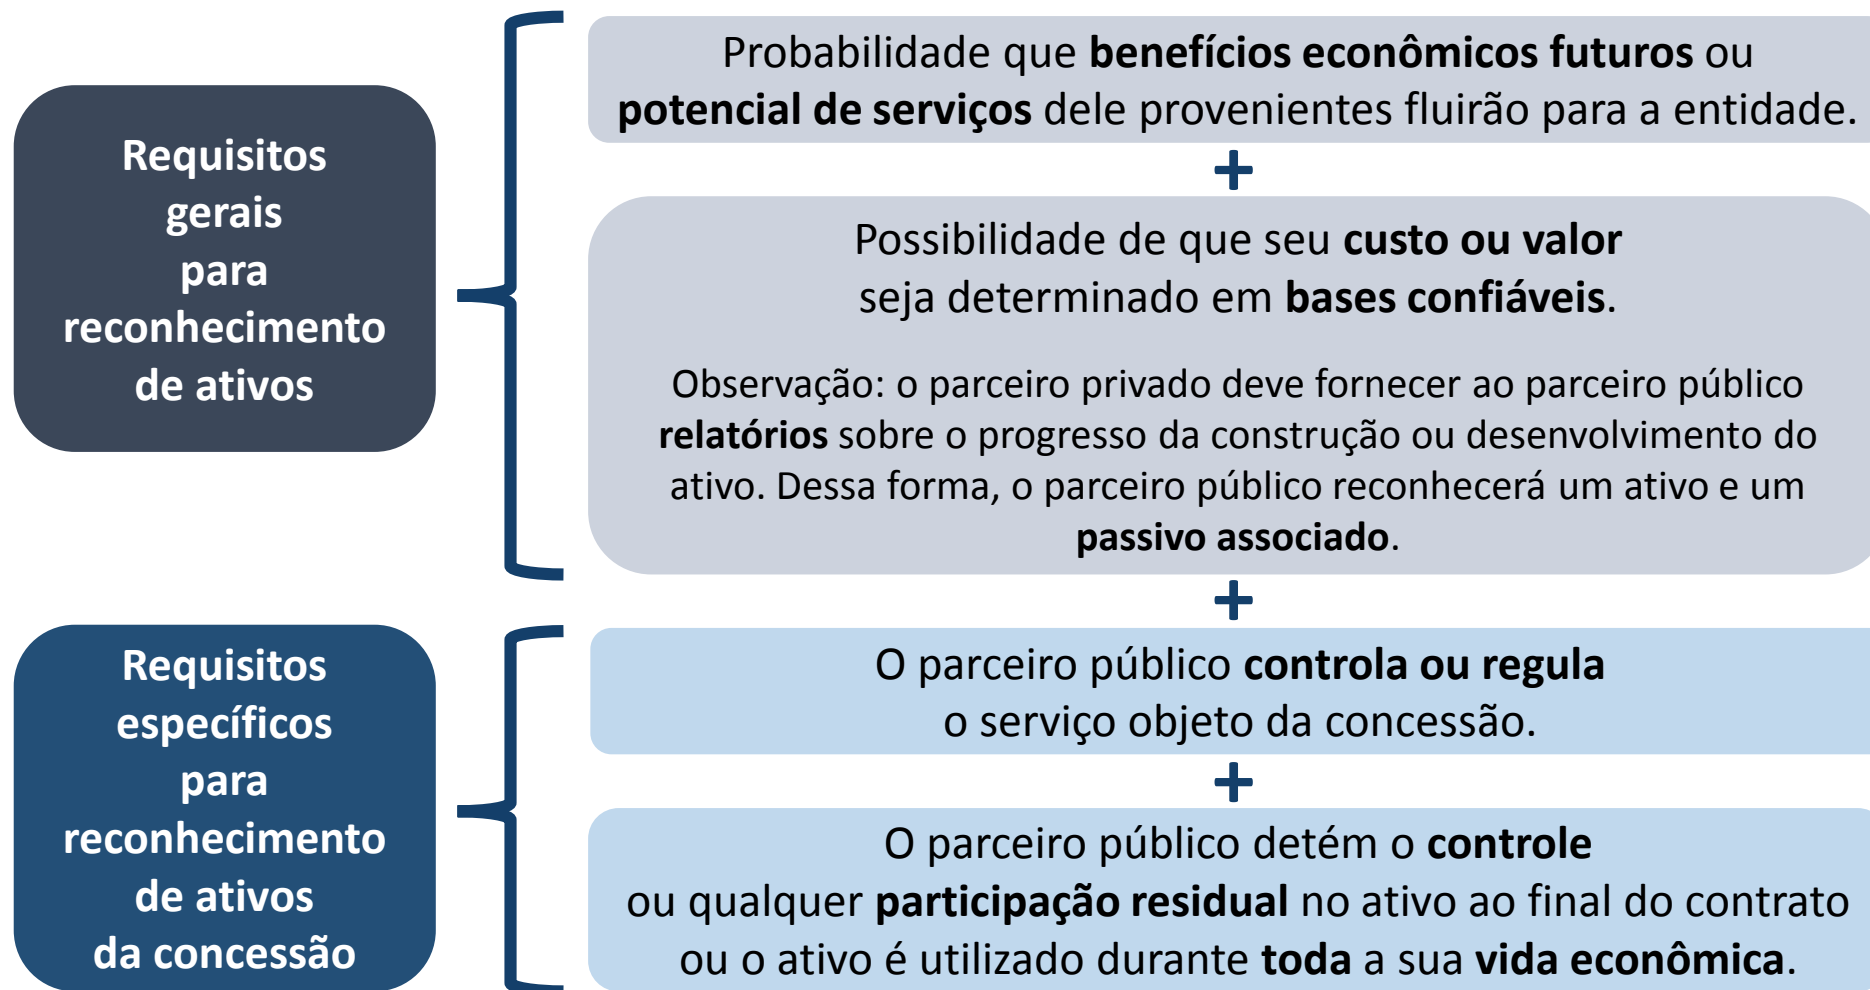 Requisitos
gerais
para
reconhecimento
de ativos
Probabilidade que benefícios econômicos futuros ou
potencial de serviços dele provenientes fluirão para a entidade.
+
Possibilidade de que seu custo ou valor
seja determinado em bases confiáveis.
Observação: o parceiro privado deve fornecer ao parceiro público
relatórios sobre o progresso da construção ou desenvolvimento do
ativo. Dessa forma, o parceiro público reconhecerá um ativo e um
passivo associado.
+
Requisitos
específicos
para
reconhecimento
de ativos
da concessão
O parceiro público controla ou regula
o serviço objeto da concessão.
+
O parceiro público detém o controle
ou qualquer participação residual no ativo ao final do contrato
ou o ativo é utilizado durante toda a sua vida econômica.